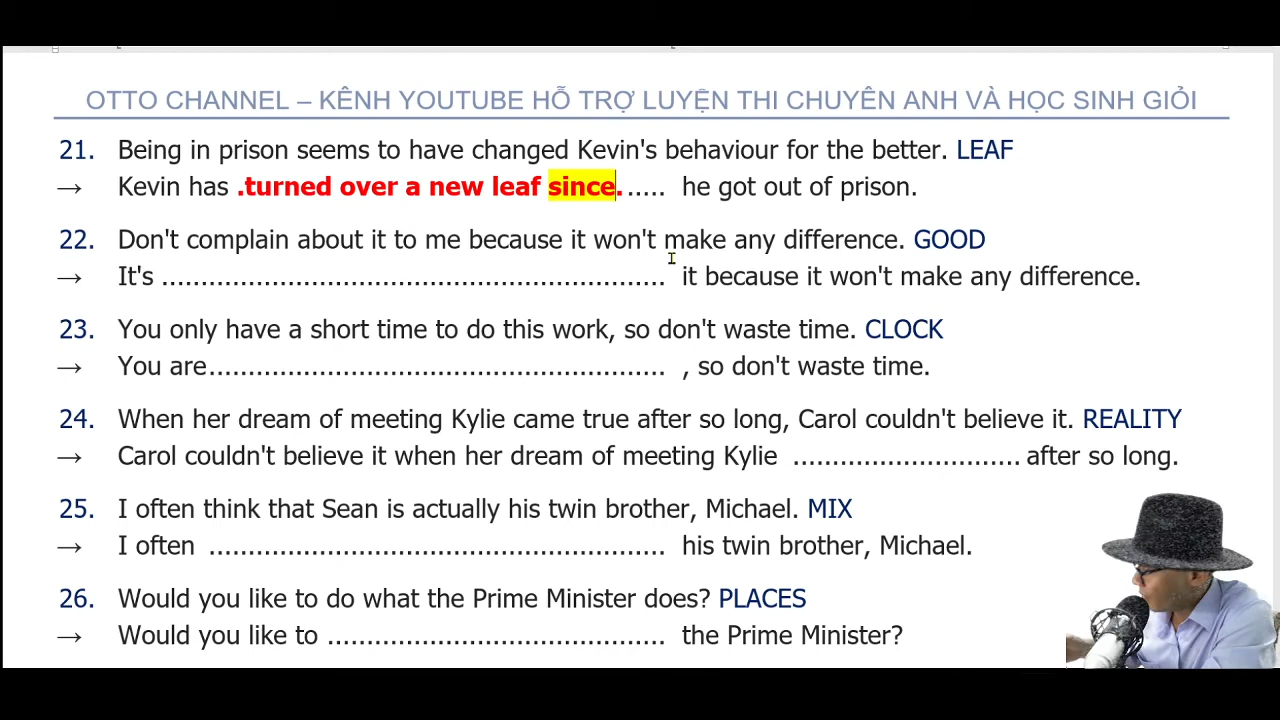 OTTO CHANNEL – KÊNH YOUTUBE HỖ TRỢ LUYỆN THI CHUYÊN ANH VÀ HỌC SINH GIỎI
21. Being in prison seems to have changed Kevin's behaviour for the better. LEAF
→ Kevin has .turned over a new leaf since...... he got out of prison.
22. Don't complain about it to me because it won't make any difference. GOOD
→ It's ................................................................ it because it won't make any difference.
23. You only have a short time to do this work, so don't waste time. CLOCK
→ You are.......................................................... , so don't waste time.
24. When her dream of meeting Kylie came true after so long, Carol couldn't believe it. REALITY
→ Carol couldn't believe it when her dream of meeting Kylie ............................. after so long.
25. I often think that Sean is actually his twin brother, Michael. MIX
→ I often .......................................................... his twin brother, Michael.
26. Would you like to do what the Prime Minister does? PLACES
→ Would you like to ........................................... the Prime Minister?